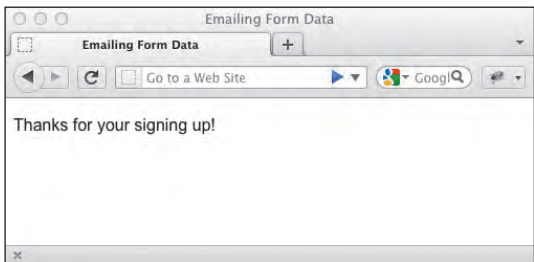 Emailing Form Data
Emailing Form Data
Go to a Web Site
Googl
Thanks for your signing up!